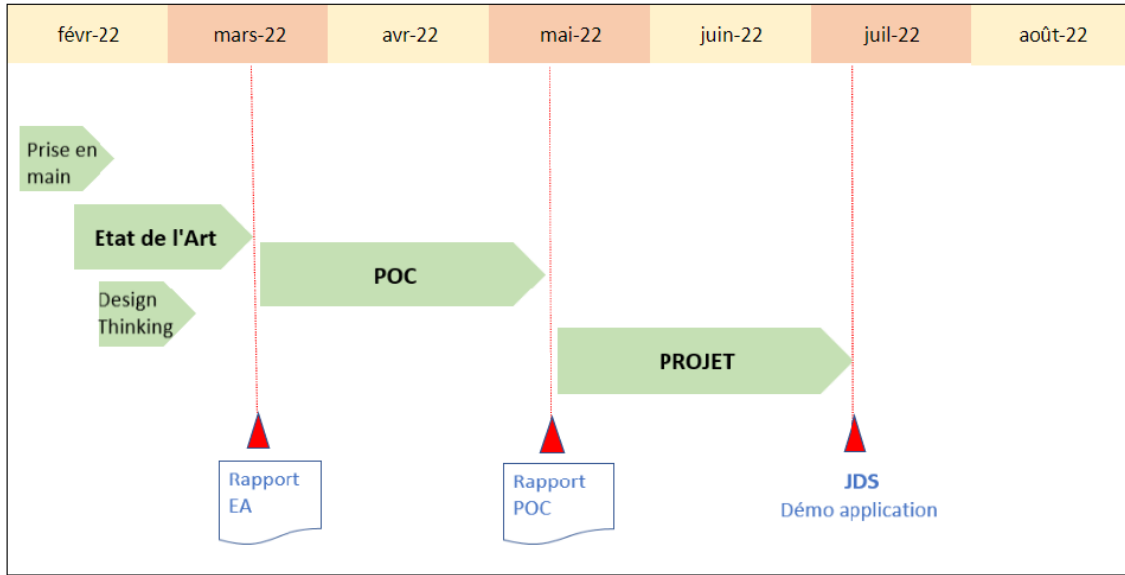 févr-22
mars-22
avr-22
mai-22
juin-22
juil-22
août-22
Prise en
main
Etat de l'Art
POC
Design
Thinking
PROJET
Rapport
EA
Rapport
POC
JDS
Démo application